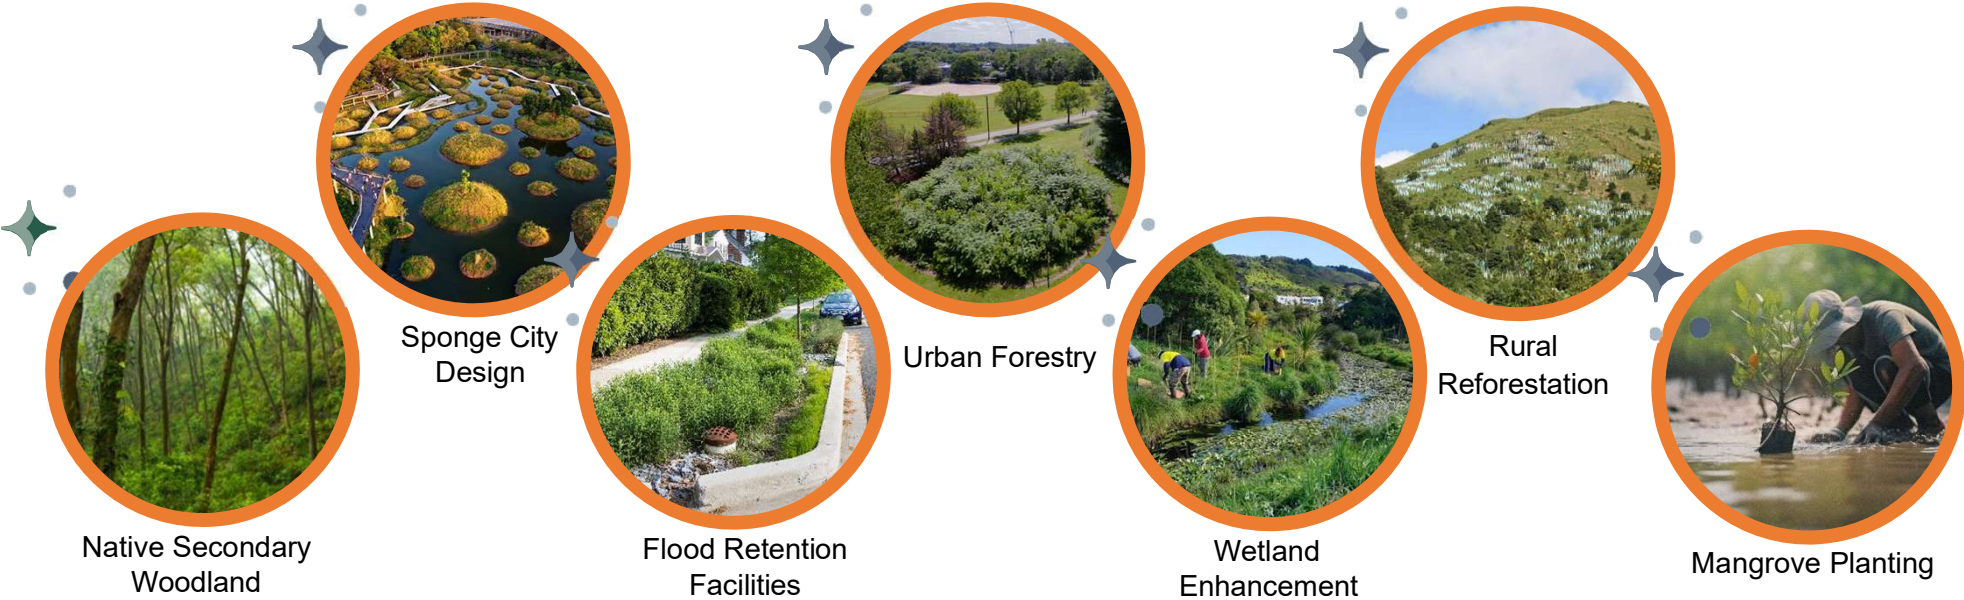 Native Secondary
Woodland
Sponge City
Design
Flood Retention
Facilities
Urban Forestry
Wetland
Enhancement
Rural
Reforestation
Mangrove Planting